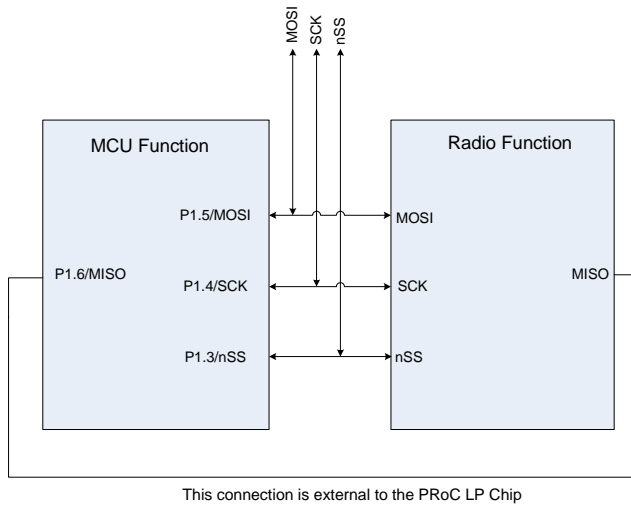 MOSI
SCK
nSS
MCU Function
Radio Function
P1.5/MOSI
MOSI
P1.6/MISO
P1.4/SCK
SCK
MISO
P1.3/nSS
nSS
This connection is external to the PRoC LP Chip